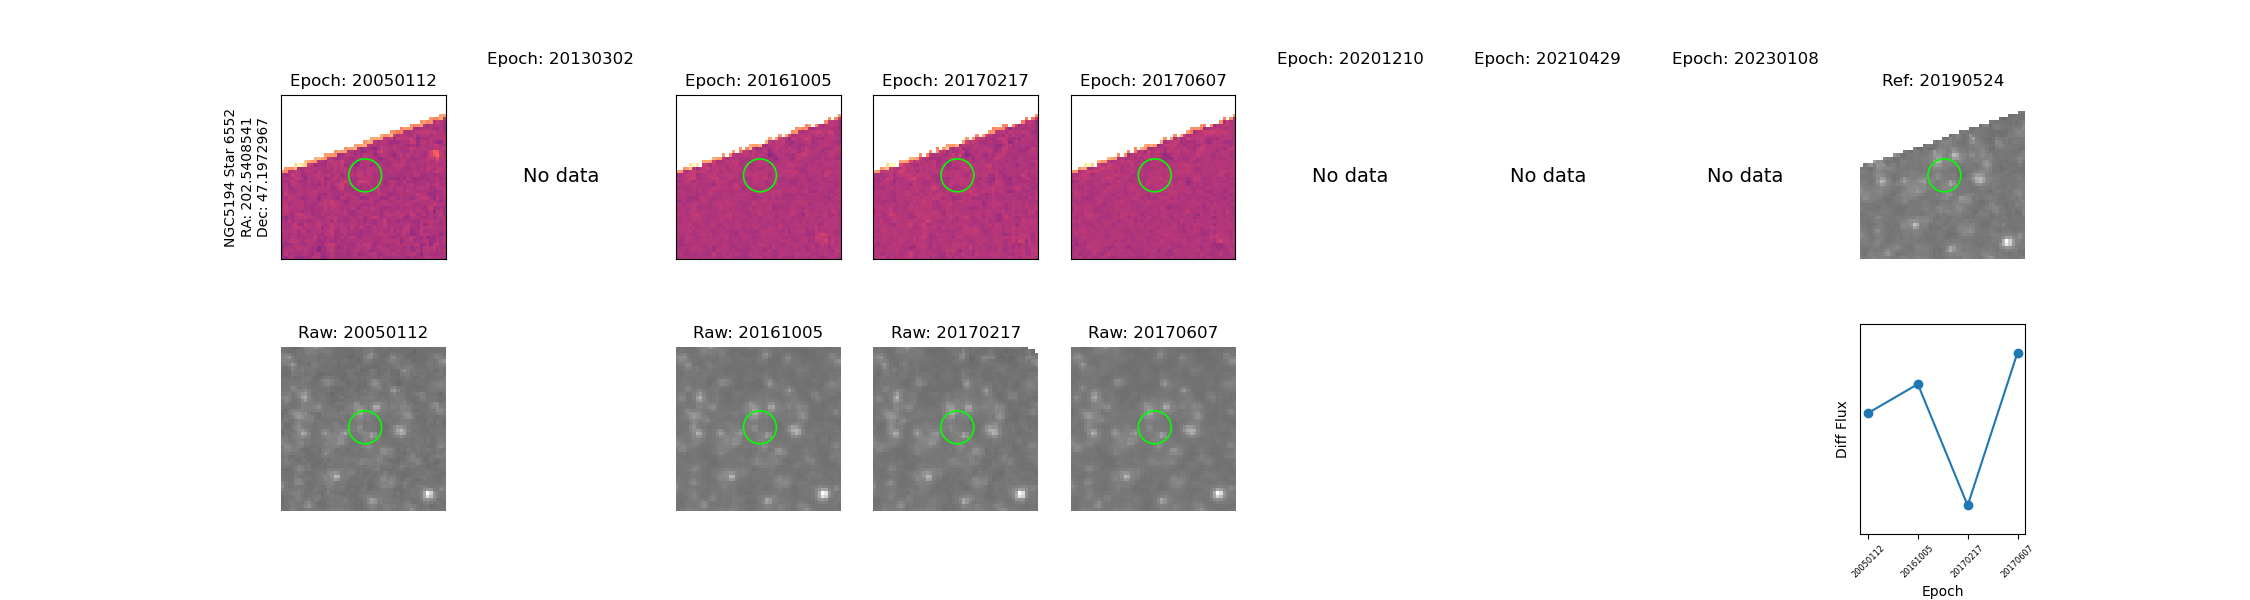 Epoch: 20130302
Epoch: 20201210
Epoch: 20210429
Epoch: 20230108
Epoch: 20050112
Epoch: 20161005
Epoch: 20170217
Epoch: 20170607
Ref: 20190524
NGC5194 Star 6552
RA: 202.5408541
Dec: 47.1972967
No data
No data
No data
No data
Raw: 20050112
Raw: 20161005
Raw: 20170217
Raw: 20170607
Diff Flux
20050112
20161005
20170217
20170607
Epoch